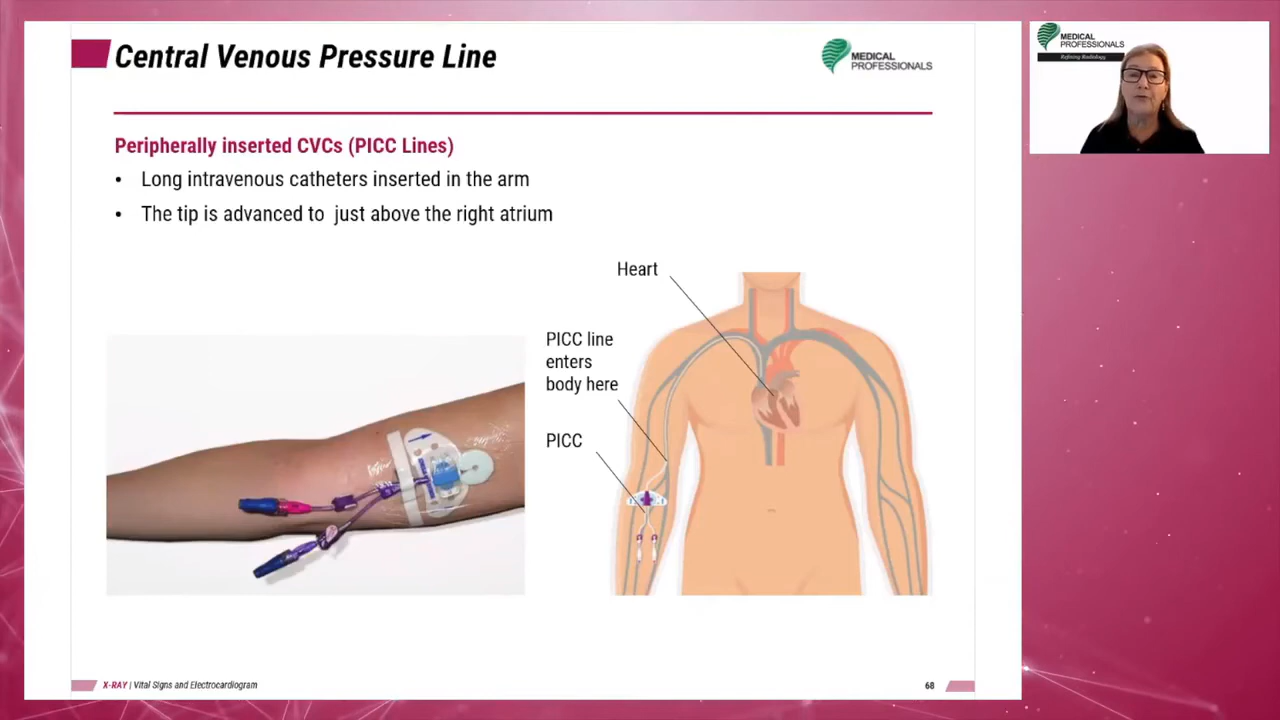 Central Venous Pressure Line
MEDICAL
PROFESSIONALS
Peripherally inserted CVCs (PICC Lines)
• Long intravenous catheters inserted in the arm
• The tip is advanced to just above the right atrium
Heart
PICC line
enters
body here
PICC
X-RAY | Vital Signs and Electrocardiogram
68
MEDICAL
PROFESSIONALS
Refining Radiology